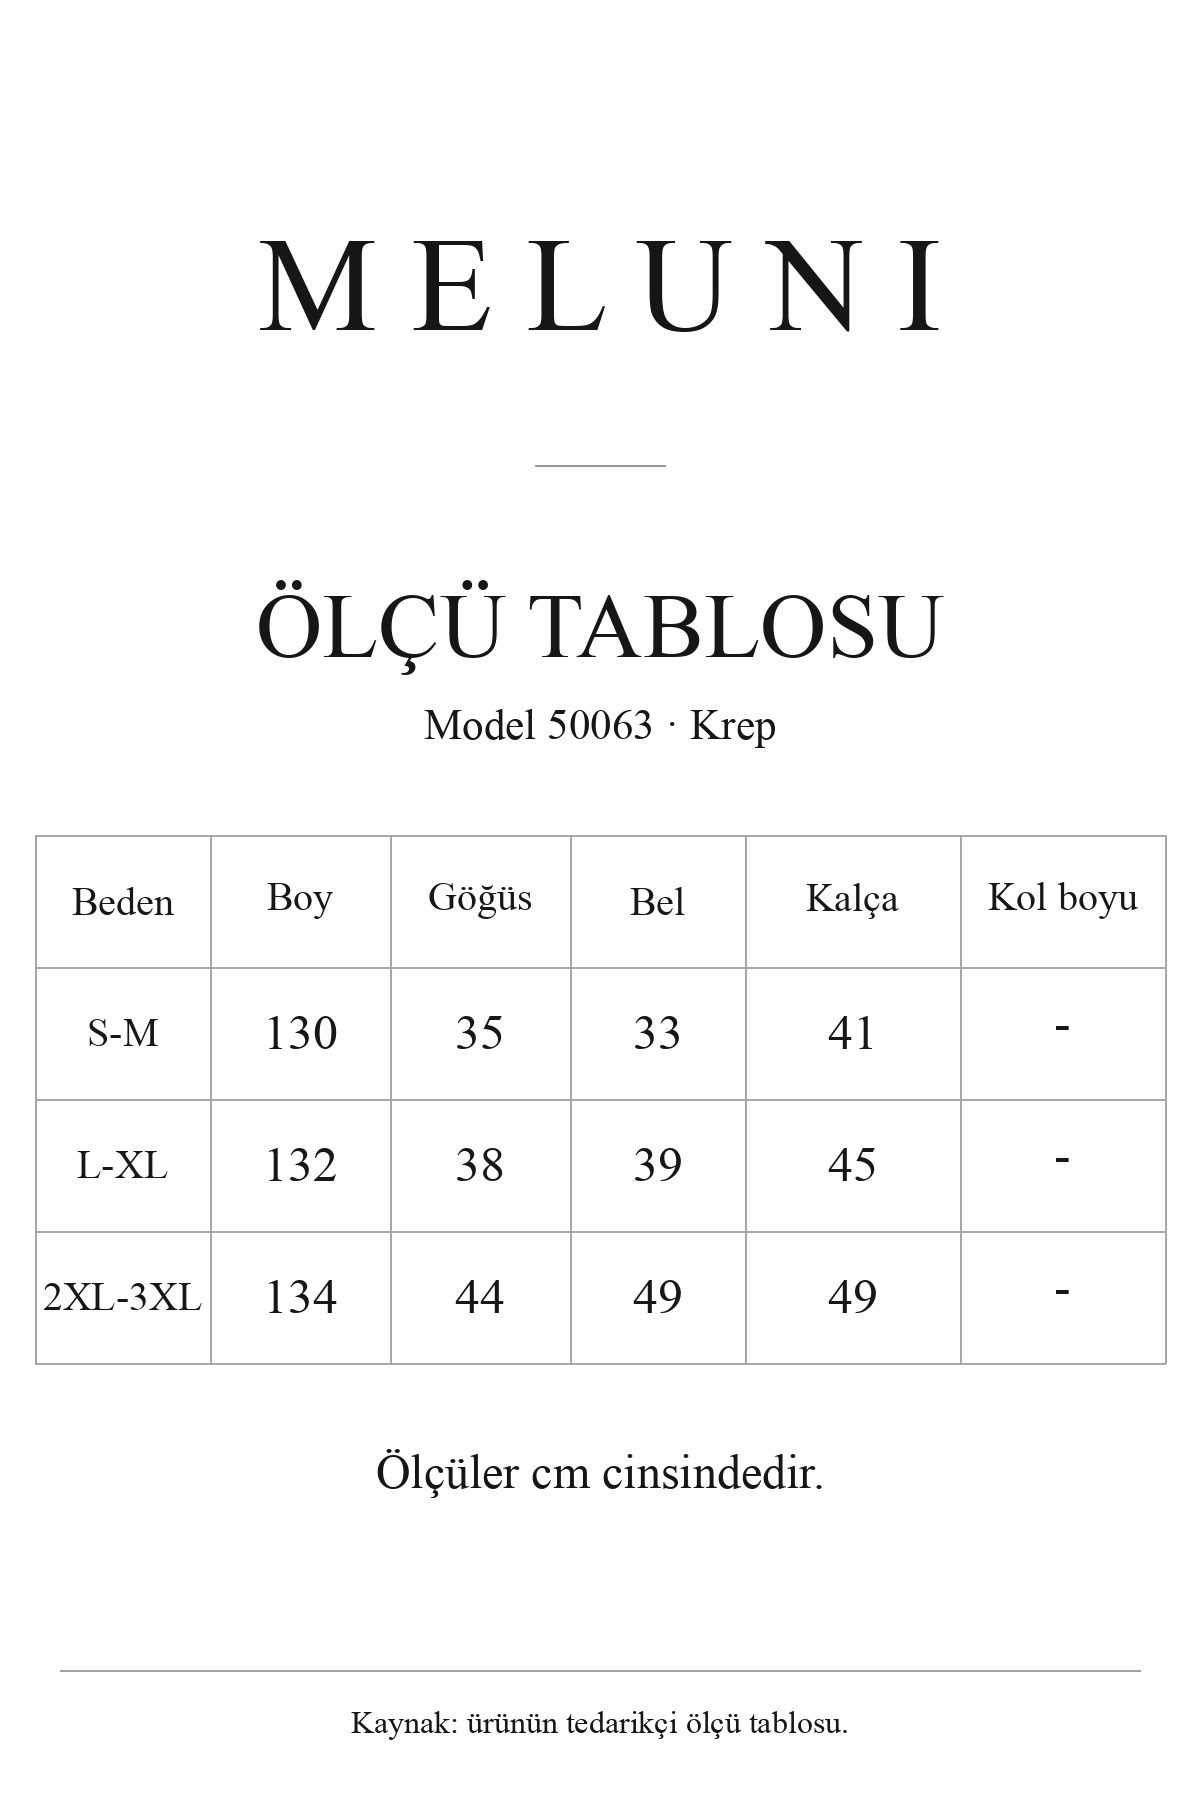 MELUNI
ÖLÇÜ TABLOSU
Model 50063 · Krep
Beden Boy Göğüs Bel Kalça Kol boyu
S-M 130 35 33 41 -
L-XL 132 38 39 45 -
2XL-3XL 134 44 49 49 -
Ölçüler cm cinsindedir.
Kaynak: ürünün tedarikçi ölçü tablosu.